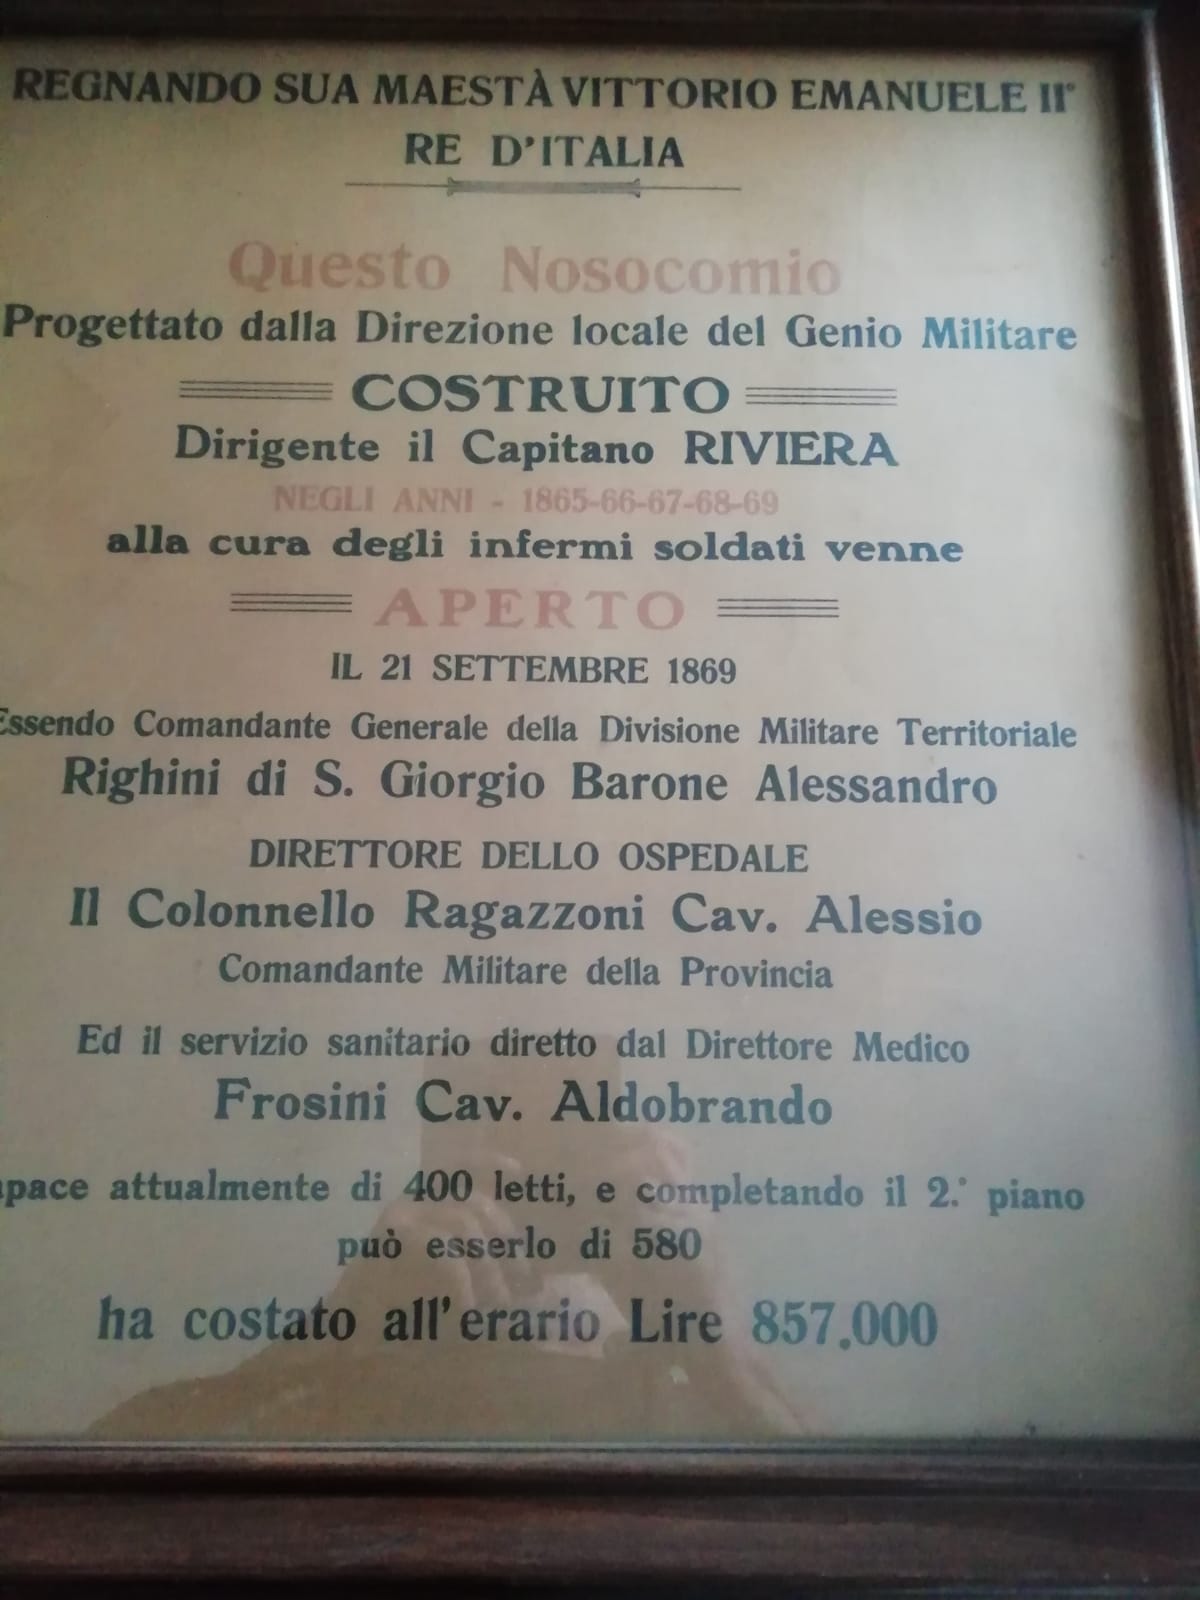 REGNANDO SUA MAESTÀ VITTORIO EMANUELE II°
RE D'ITALIA
Questo Nosocomio
Progettato dalla Direzione locale del Genio Militare
COSTRUITO
Dirigente il Capitano RIVIERA
NEGLI ANNI - 1865-66-67-68-69
alla cura degli infermi soldati venne
APERTO
IL 21 SETTEMBRE 1869
Essendo Comandante Generale della Divisione Militare Territoriale
Righini di S. Giorgio Barone Alessandro
DIRETTORE DELLO OSPEDALE
Il Colonnello Ragazzoni Cav. Alessio
Comandante Militare della Provincia
Ed il servizio sanitario diretto dal Direttore Medico
Frosini Cav. Aldobrando
apace attualmente di 400 letti, e completando il 2.° piano
può esserlo di 580
ha costato all'erario Lire 857.000